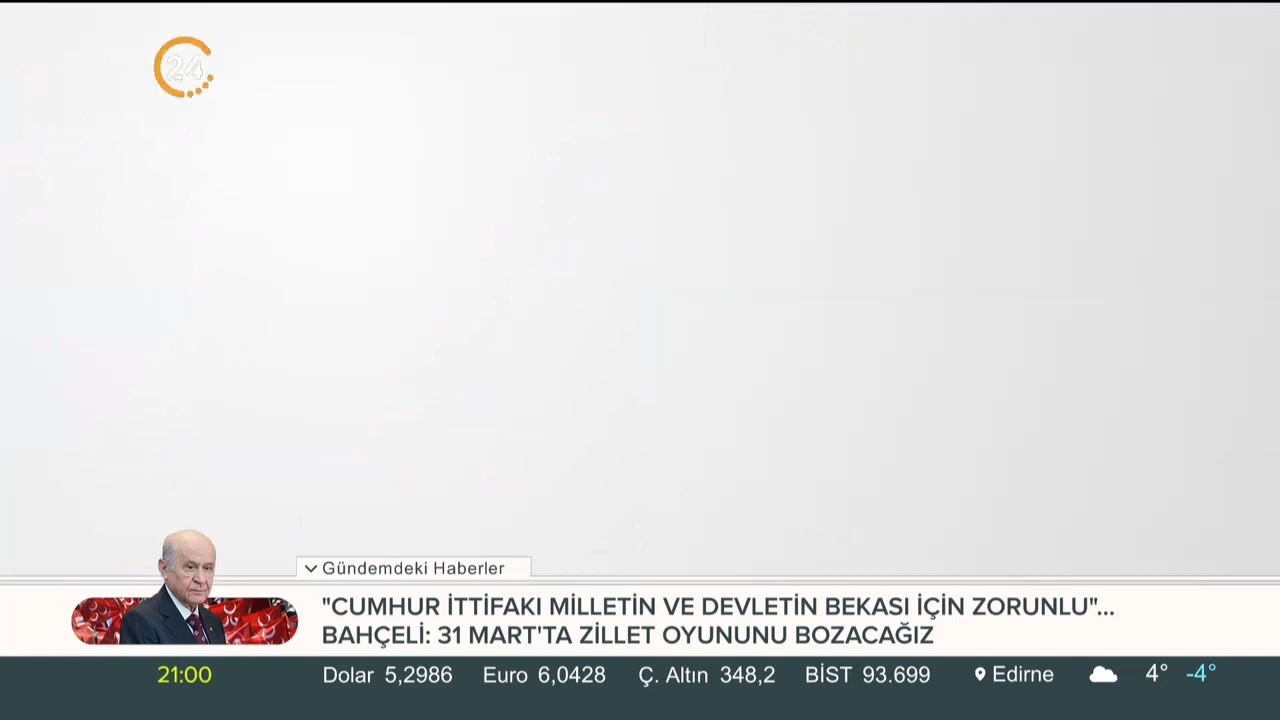 24
Gündemdeki Haberler
"CUMHUR İTTİFAKI MİLLETİN VE DEVLETİN BEKASI İÇİN ZORUNLU"...
BAHÇELİ: 31 MART'TA ZİLLET OYUNUNU BOZACAĞIZ
21:00 Dolar 5,2986 Euro 6,0428 Ç. Altın 348,2 BİST 93.699 Edirne 4° -4°